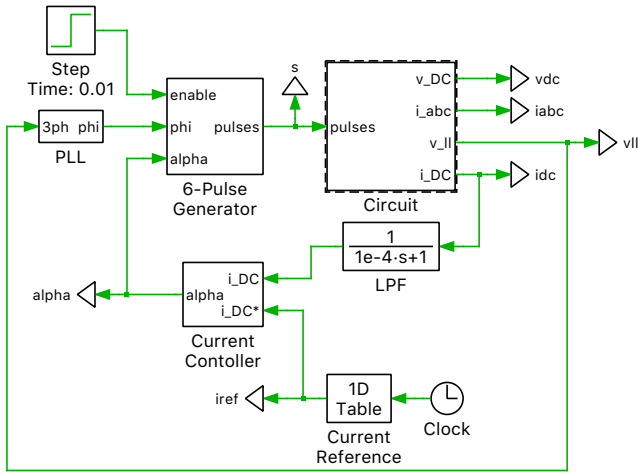 Step
Time: 0.01
enable
phi
alpha
pulses
6-Pulse
Generator
3ph phi
PLL
s
pulses
v_DC
i_abc
v_ll
i_DC
Circuit
vdc
iabc
vll
idc
1
1e-4·s+1
LPF
alpha
alpha
i_DC
i_DC*
Current
Contoller
iref
1D
Table
Current
Reference
Clock